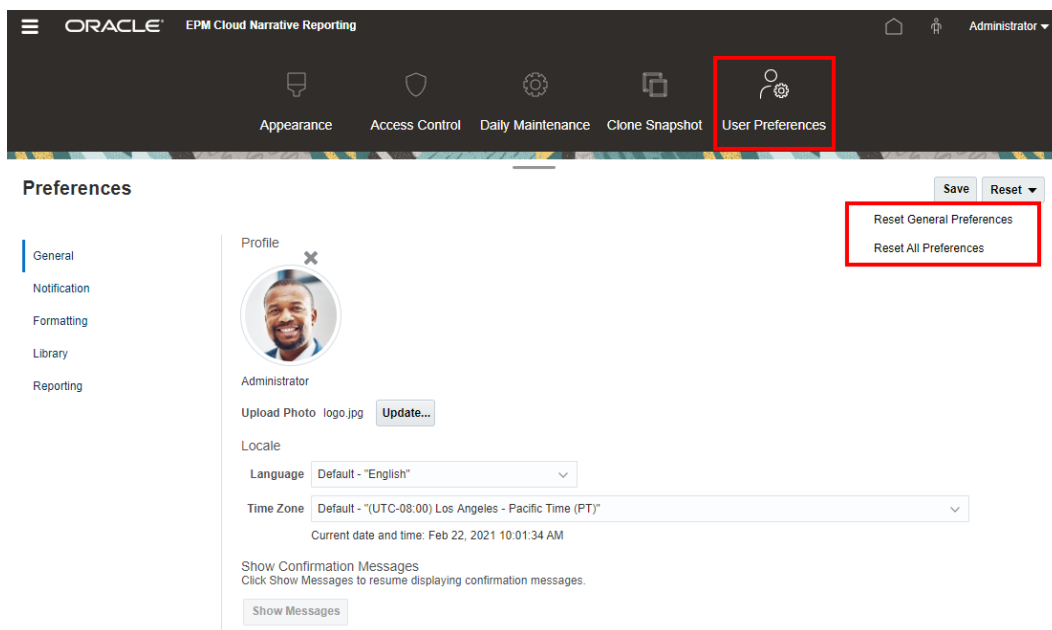 ORACLE® EPM Cloud Narrative Reporting Administrator
Appearance Access Control Daily Maintenance Clone Snapshot User Preferences
Preferences
Save Reset
Reset General Preferences
Reset All Preferences
General
Notification
Formatting
Library
Reporting
Profile
Administrator
Upload Photo logo.jpg Update...
Locale
Language Default - "English"
Time Zone Default - "(UTC-08:00) Los Angeles - Pacific Time (PT)"
Current date and time: Feb 22, 2021 10:01:34 AM
Show Confirmation Messages
Click Show Messages to resume displaying confirmation messages.
Show Messages